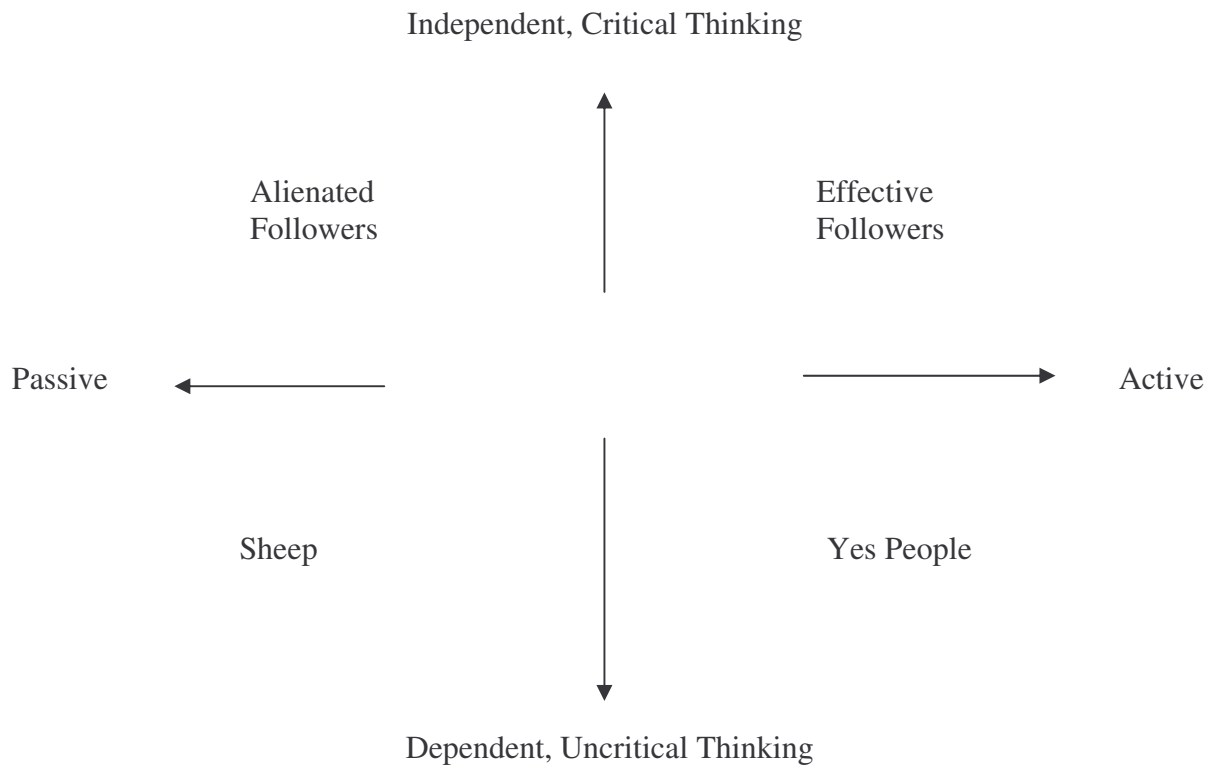 Independent, Critical Thinking
Alienated
Followers
Effective
Followers
Passive
Active
Sheep
Yes People
Dependent, Uncritical Thinking